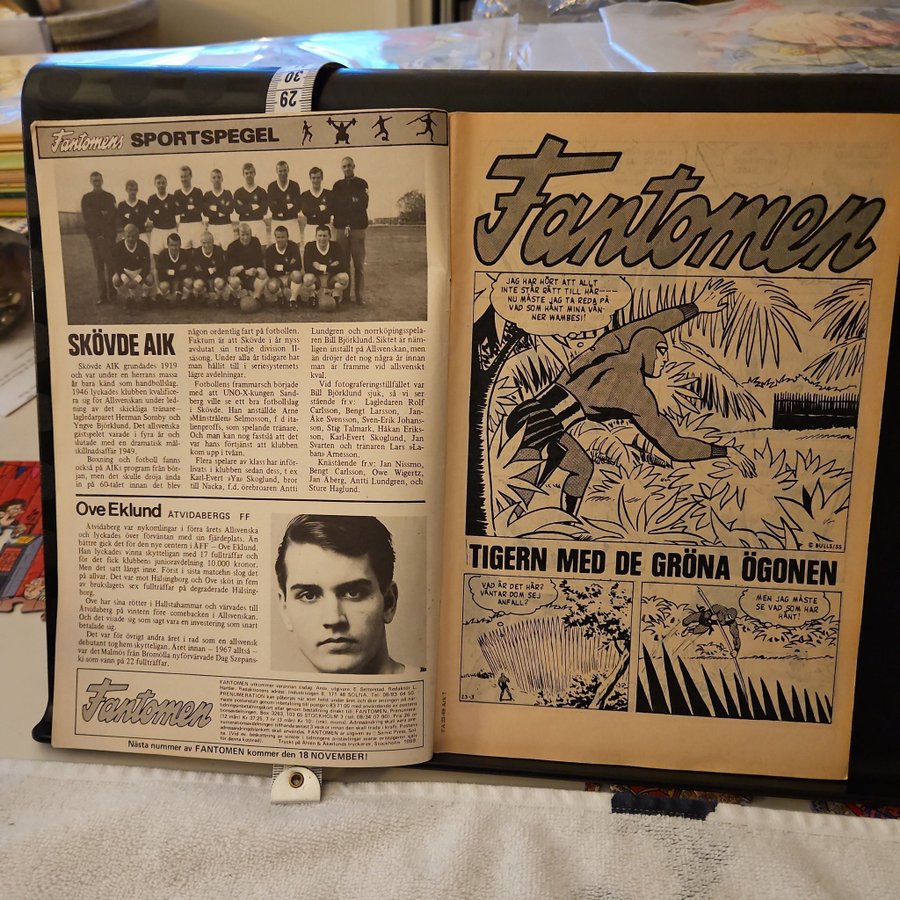 30
29
Fantomens SPORTSPEGEL
SKÖVDE AIK
Skövde AIK grundades 1919
och var under en herrans massa
år bara känd som handbollslag.
1946 lyckades klubben kvalifice-
ra sig för Allsvenskan under led-
ning av det skickliga tränare-
ledarparet Herman Somby och
Yngve Björklund. Det allsvenska
gästspelet varade i fyra år och
slutade med en dramatisk mål-
skillnadsaffär 1949.
Boxning och fotboll fanns
också på AIKs program från bör-
jan, men det skulle dröja ända
in på 60-talet innan det blev
någon ordentlig fart på fotbollen.
Faktum är att Skövde i år nyss
avslutat sin tredje division II-
säsong. Under alla år tidigare har
man hållit till i seriesystemets
lägre avdelningar.
Fotbollens frammarsch började
med att UNO-X-kungen Sand-
berg ville se ett bra fotbollslag
i Skövde. Han anställde Arne
»Månstrålen» Selmosson, f d ita-
lienproffs, som spelande tränare.
Och man kan nog fastslå att det
var hans förtjänst att klubben
kom upp i tvåan.
Flera spelare av klass har inför-
livats i klubben sedan dess, t ex
Karl-Evert »Ya» Skoglund, bror
till Nacka, f.d. örebroaren Antti
Lundgren och norrköpingsspela-
ren Bill Björklund. Siktet är näm-
ligen inställt på Allsvenskan, men
än dröjer det nog några år innan
man är framme vid allsvenskt
kval.
Vid fotograferingstillfället var
Bill Björklund sjuk, så vi ser
stående fr.v: Lagledaren Rolf
Carlsson, Bengt Larsson, Jan-
Åke Svensson, Sven-Erik Johans-
son, Stig Talmark, Håkan Eriks-
son, Karl-Evert Skoglund, Jan
Svarten och tränaren Lars »La-
ban» Arnesson.
Knästående fr.v: Jan Nissmo,
Bengt Carlsson, Owe Wigertz,
Jan Åberg, Antti Lundgren, och
Sture Haglund.
Ove Eklund ÅTVIDABERGS FF
Åtvidaberg var nykomlingar i förra årets Allsvenska
och lyckades över förväntan med sin fjärdeplats. Än
bättre gick det för den nye centern i ÅFF – Ove Eklund.
Han lyckades vinna skytteligan med 17 fullträffar och
för det fick klubbens junioravdelning 10.000 kronor.
Men det satt långt inne. Först i sista matchen slog det
på allvar. Det var mot Hälsingborg och Ove sköt in fem
av brukslagets sex fullträffar på degraderade Hälsing-
borg.
Ove har sina rötter i Hallstahammar och värvades till
Åtvidaberg på vintern före comebacken i Allsvenskan.
Och det visade sig sagt vara en investering som snart
betalade sig.
Det var för övrigt andra året i rad som en allsvensk
debutant tog hem skytteligan. Året innan – 1967 alltså –
var det Malmös från Bromölla nyförvärvade Dag Szepans-
ki som vann på 22 fullträffar.
Fantomen
FANTOMEN utkommer varannan tisdag.
Nästa nummer av FANTOMEN kommer den 18 NOVEMBER!
Fantomen
JAG HAR HÖRT ATT ALLT
INTE STÅR RÄTT TILL HÄR---
NU MÅSTE JAG TA REDA PÅ
VAD SOM HÄNT MINA VÄN-
NER WAMBESI!
© BULLS/SS
TIGERN MED DE GRÖNA ÖGONEN
VAD ÄR DET HÄR?
VÄNTAR DOM SEJ
ANFALL?
23-3
MEN JAG MÅSTE
SE VAD SOM HAR
HÄNT!